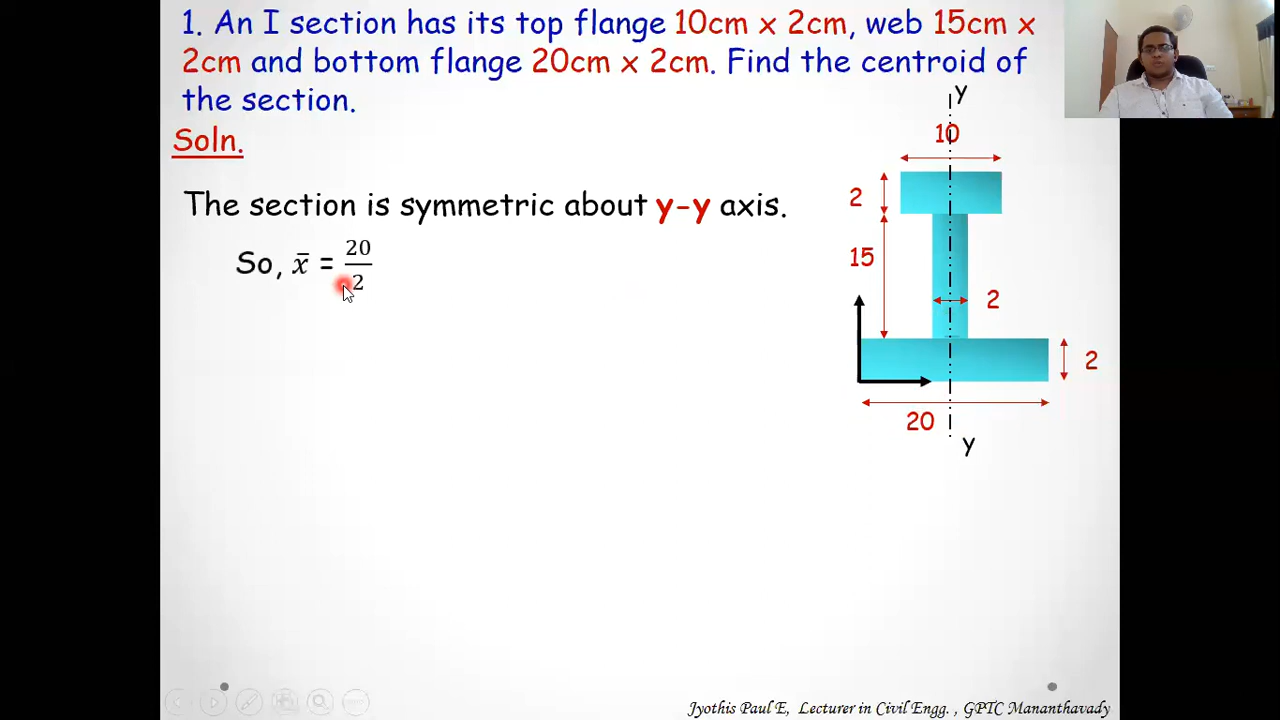 1. An I section has its top flange 10cm x 2cm, web 15cm x
2cm and bottom flange 20cm x 2cm. Find the centroid of
the section.
Soln.
The section is symmetric about y-y axis.
So, x̄ = 20/2
y
10
2
15
2
2
20
y
Jyothis Paul E, Lecturer in Civil Engg. , GPTC Mananthavady